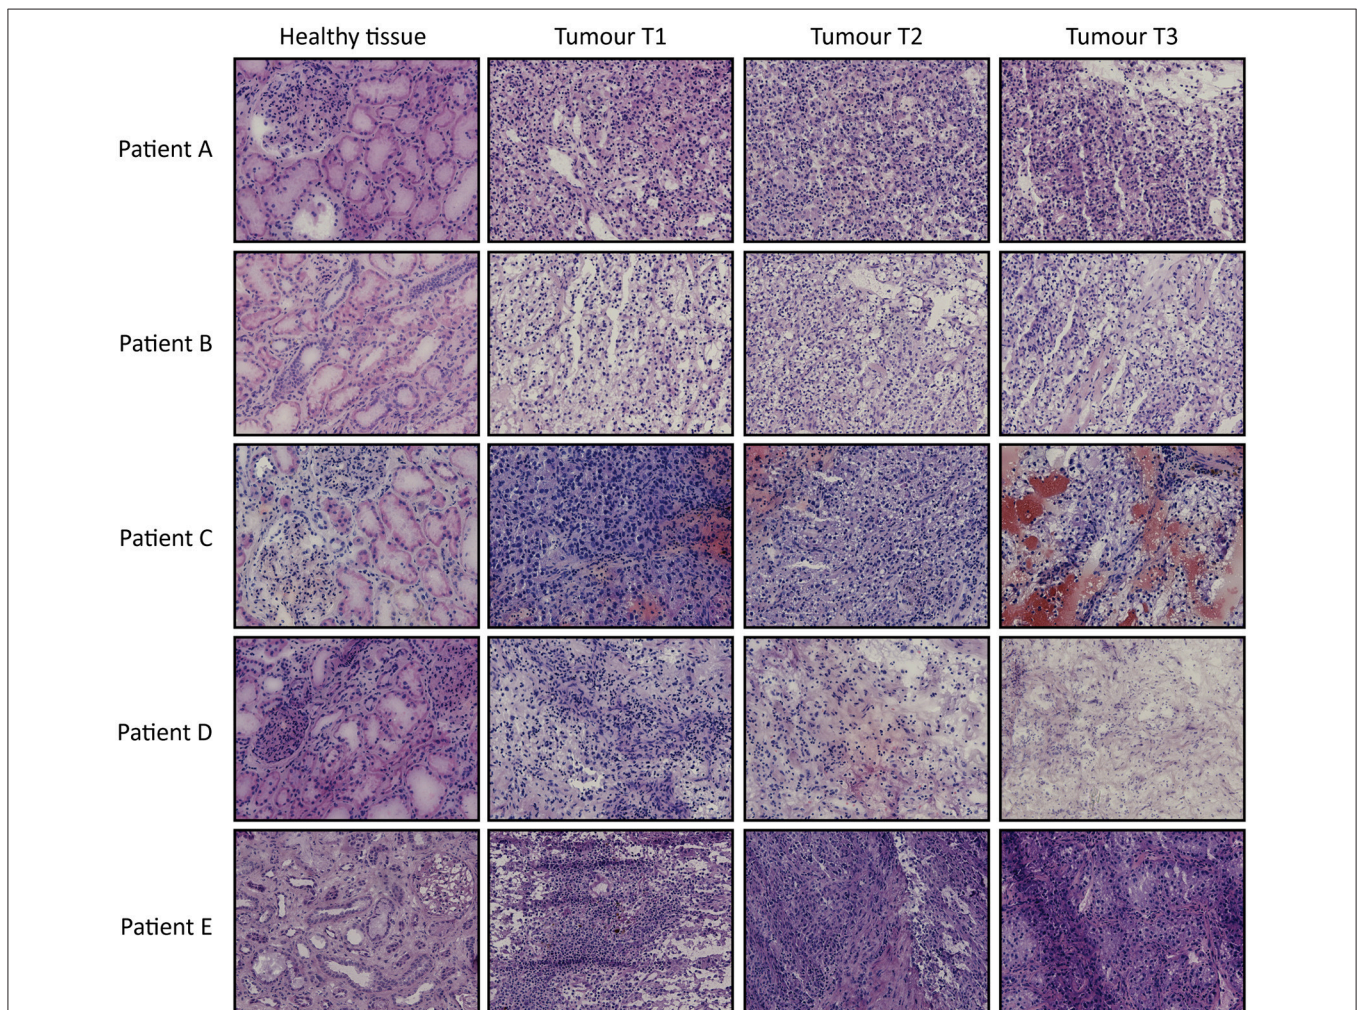 Healthy tissue Tumour T1 Tumour T2 Tumour T3
Patient A
Patient B
Patient C
Patient D
Patient E